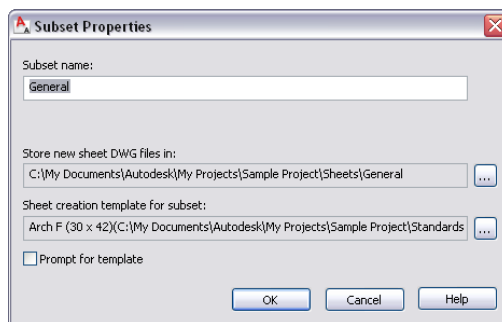 Subset Properties
Subset name:
General
Store new sheet DWG files in:
C:\My Documents\Autodesk\My Projects\Sample Project\Sheets\General
...
Sheet creation template for subset:
Arch F (30 x 42)(C:\My Documents\Autodesk\My Projects\Sample Project\Standards
...
Prompt for template
OK Cancel Help